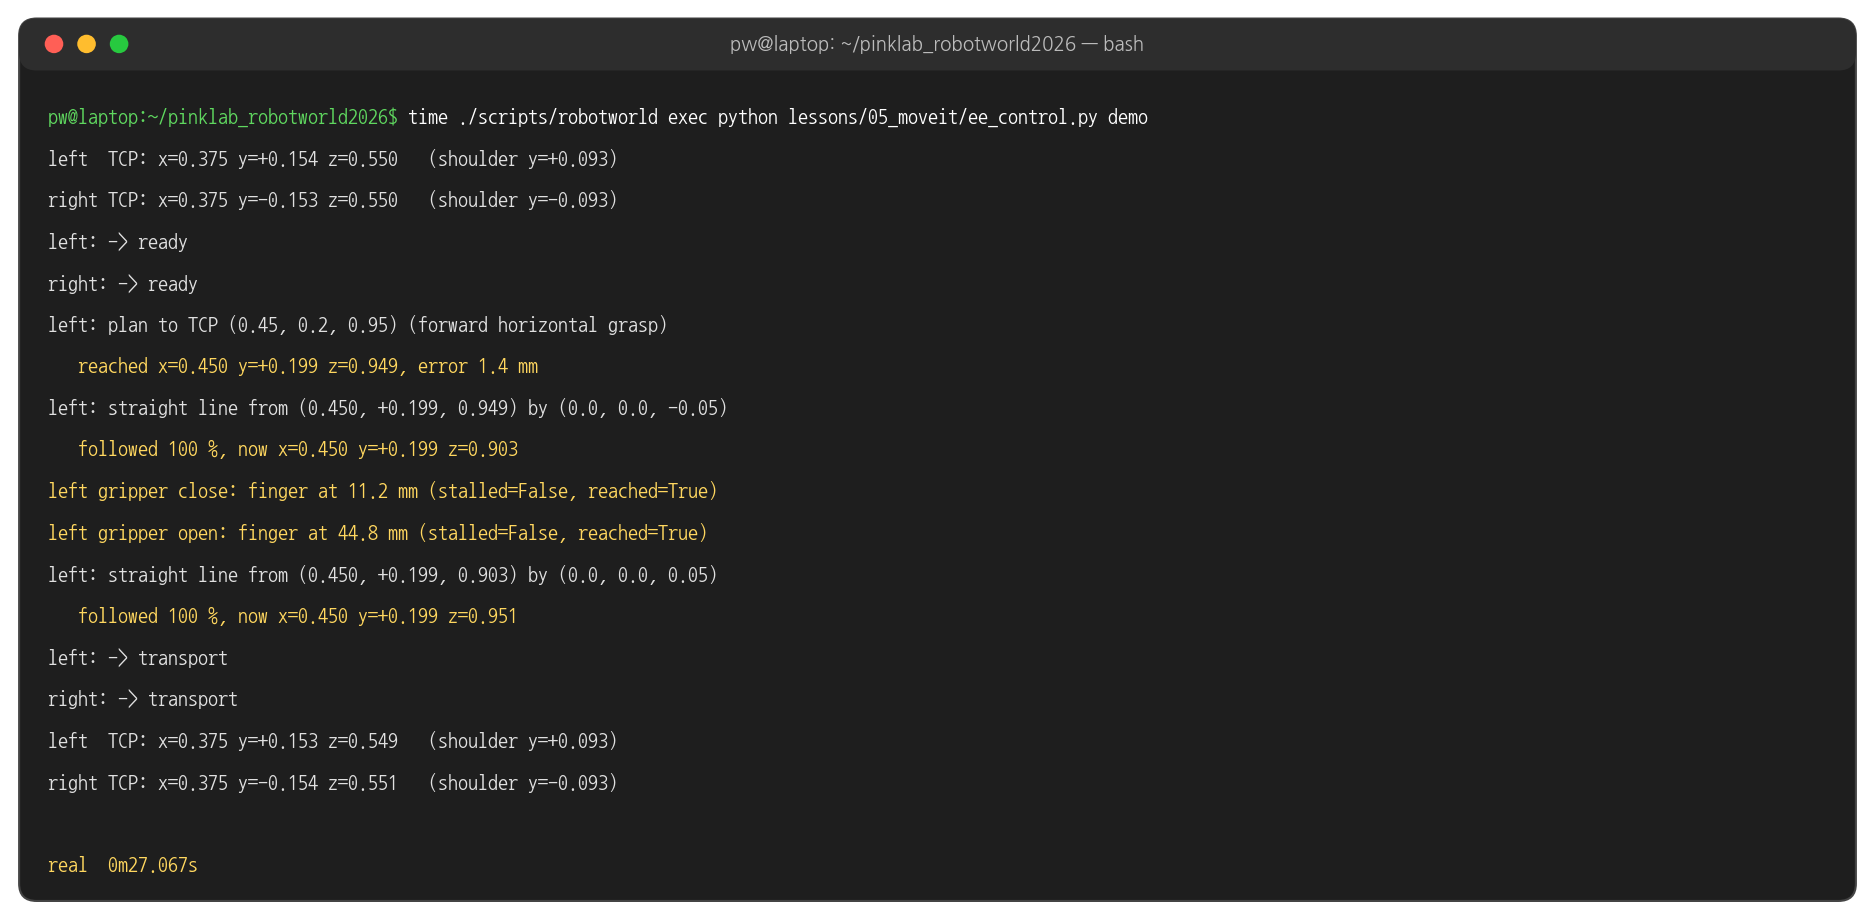 pw@laptop: ~/pinklab_robotworld2026 — bash
pw@laptop:~/pinklab_robotworld2026$ time ./scripts/robotworld exec python lessons/05_moveit/ee_control.py demo
left  TCP: x=0.375 y=+0.154 z=0.550   (shoulder y=+0.093)
right TCP: x=0.375 y=-0.153 z=0.550   (shoulder y=-0.093)
left: -> ready
right: -> ready
left: plan to TCP (0.45, 0.2, 0.95) (forward horizontal grasp)
   reached x=0.450 y=+0.199 z=0.949, error 1.4 mm
left: straight line from (0.450, +0.199, 0.949) by (0.0, 0.0, -0.05)
   followed 100 %, now x=0.450 y=+0.199 z=0.903
left gripper close: finger at 11.2 mm (stalled=False, reached=True)
left gripper open: finger at 44.8 mm (stalled=False, reached=True)
left: straight line from (0.450, +0.199, 0.903) by (0.0, 0.0, 0.05)
   followed 100 %, now x=0.450 y=+0.199 z=0.951
left: -> transport
right: -> transport
left  TCP: x=0.375 y=+0.153 z=0.549   (shoulder y=+0.093)
right TCP: x=0.375 y=-0.154 z=0.551   (shoulder y=-0.093)
real  0m27.067s